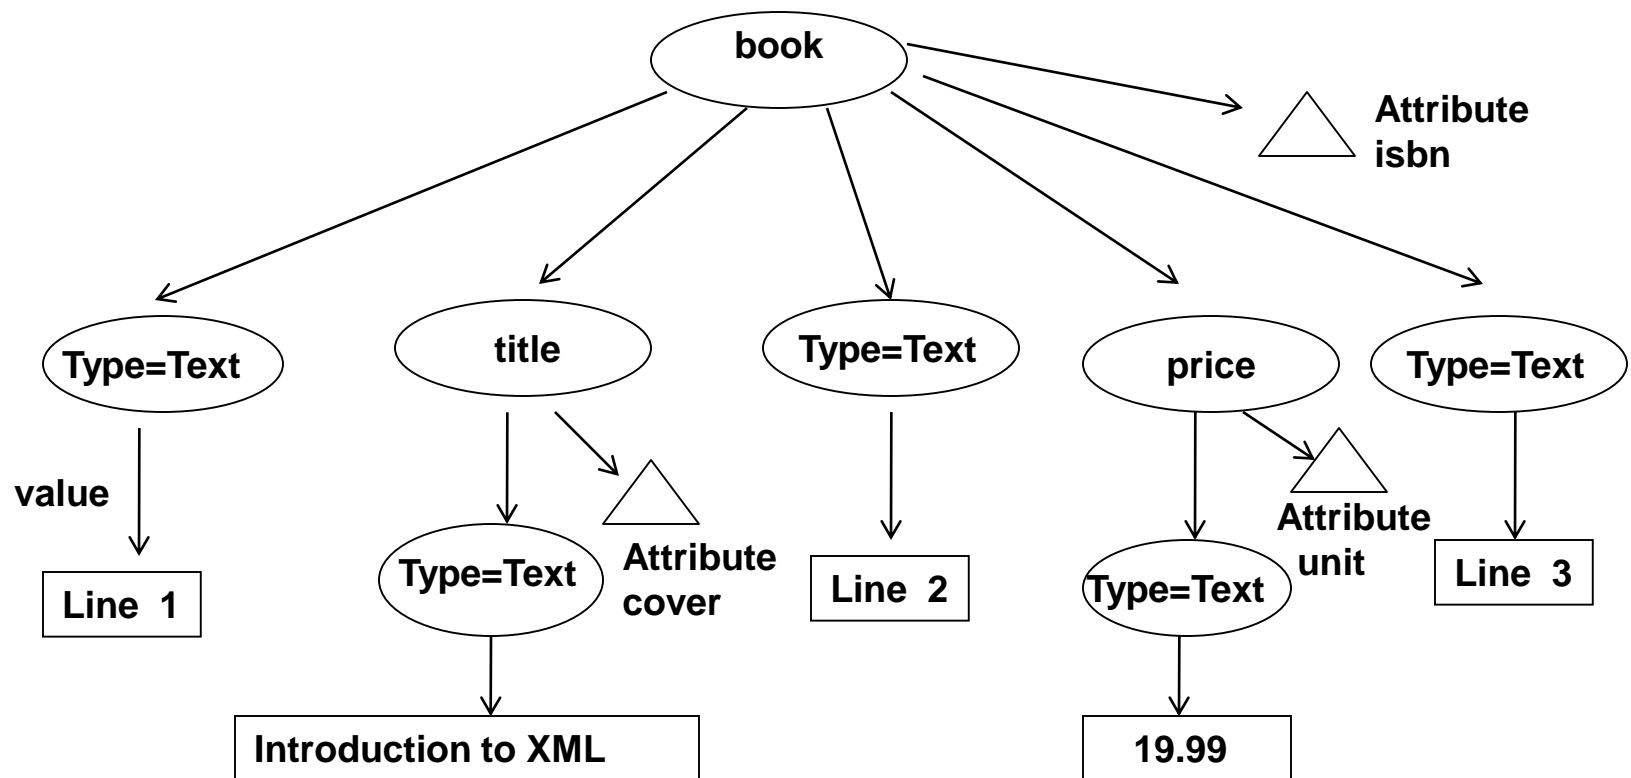 book
Attribute
isbn
Type=Text
title
Type=Text
price
Type=Text
value
Line 1
Type=Text
Attribute
cover
Line 2
Type=Text
Attribute
unit
Line 3
Introduction to XML
19.99